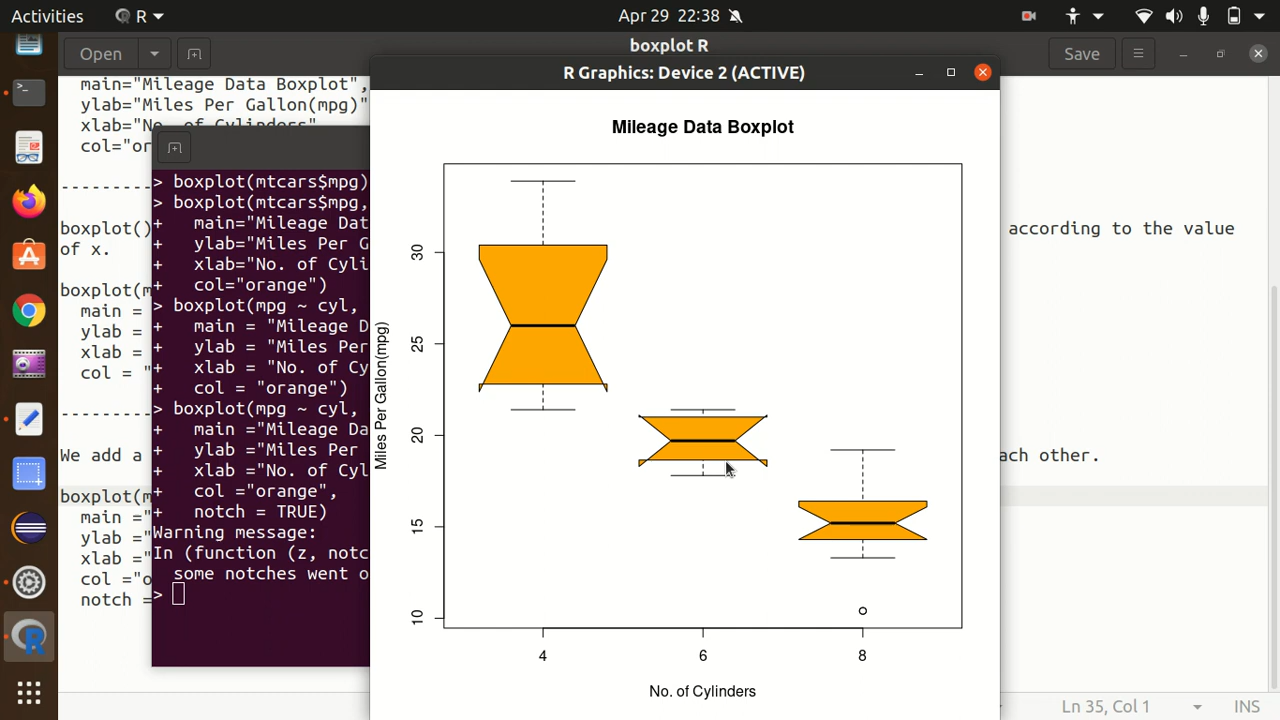 Activities
R
Apr 29 22:38
Open
boxplot R
Save
main="Mileage Data Boxplot",
ylab="Miles Per Gallon(mpg)"
xlab="No. of Cylinders"
col="or
boxplot()
according to the value
of x.
boxplot(m
main =
ylab =
xlab =
col = "
We add a
ach other.
boxplot(m
main ="
ylab ="
xlab ="
col ="o
notch =
> boxplot(mtcars$mpg)
> boxplot(mtcars$mpg,
+ main="Mileage Dat
+ ylab="Miles Per G
+ xlab="No. of Cyli
+ col="orange")
> boxplot(mpg ~ cyl,
+ main = "Mileage D
+ ylab = "Miles Per
+ xlab = "No. of Cy
+ col = "orange")
> boxplot(mpg ~ cyl,
+ main ="Mileage Da
+ ylab ="Miles Per
+ xlab ="No. of Cyl
+ col ="orange",
+ notch = TRUE)
Warning message:
In (function (z, notc
some notches went o
>
R Graphics: Device 2 (ACTIVE)
Mileage Data Boxplot
Miles Per Gallon(mpg)
30
25
20
15
10
4 6 8
No. of Cylinders
Ln 35, Col 1
INS